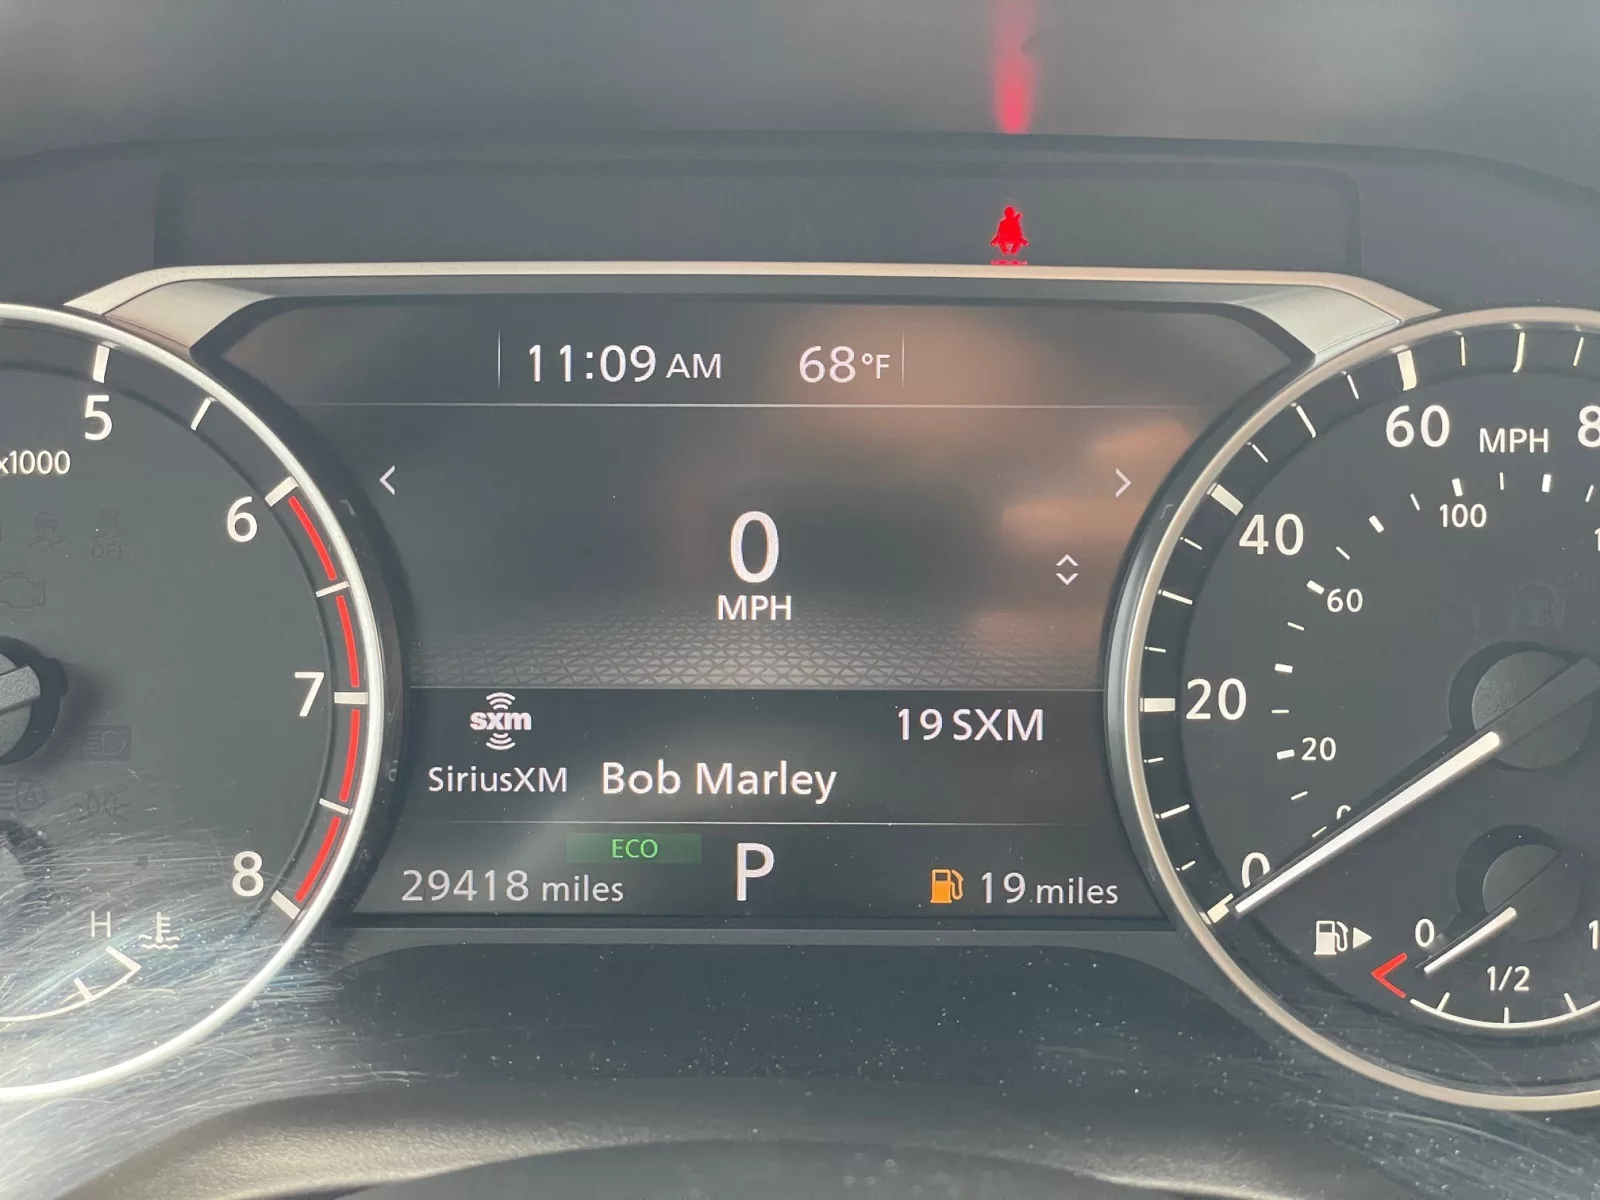 11:09 AM 68°F
5
x1000
6
7
8
H
OFF
0
MPH
sxm
SiriusXM
19 SXM
Bob Marley
ECO
29418 miles
P
19 miles
60 MPH
40
100
60
20
20
0
0
1/2